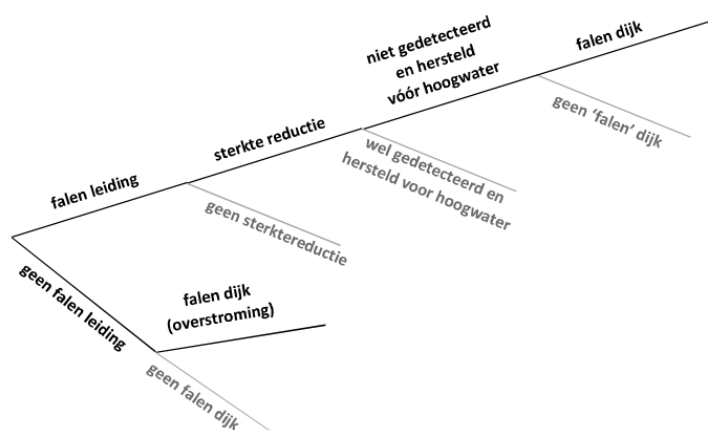 niet gedetecteerd
en hersteld
vóór hoogwater
falen dijk
geen ‘falen’ dijk
sterkte reductie
wel gedetecteerd en
hersteld voor hoogwater
falen leiding
geen sterktereductie
geen falen leiding
falen dijk
(overstroming)
geen falen dijk